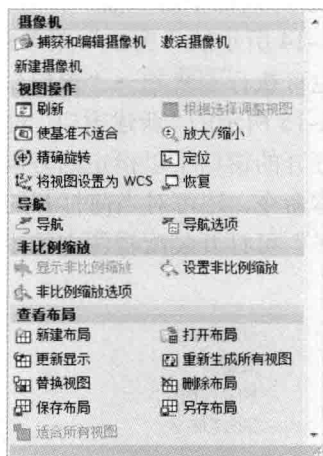 摄像机
捕获和编辑摄像机 激活摄像机
新建摄像机
视图操作
刷新 根据选择调整视图
使基准不适合 放大/缩小
精确旋转 定位
将视图设置为 WCS 恢复
导航
导航 导航选项
非比例缩放
显示非比例缩放 设置非比例缩放
非比例缩放选项
查看布局
新建布局 打开布局
更新显示 重新生成所有视图
替换视图 删除布局
保存布局 另存布局
适合所有视图